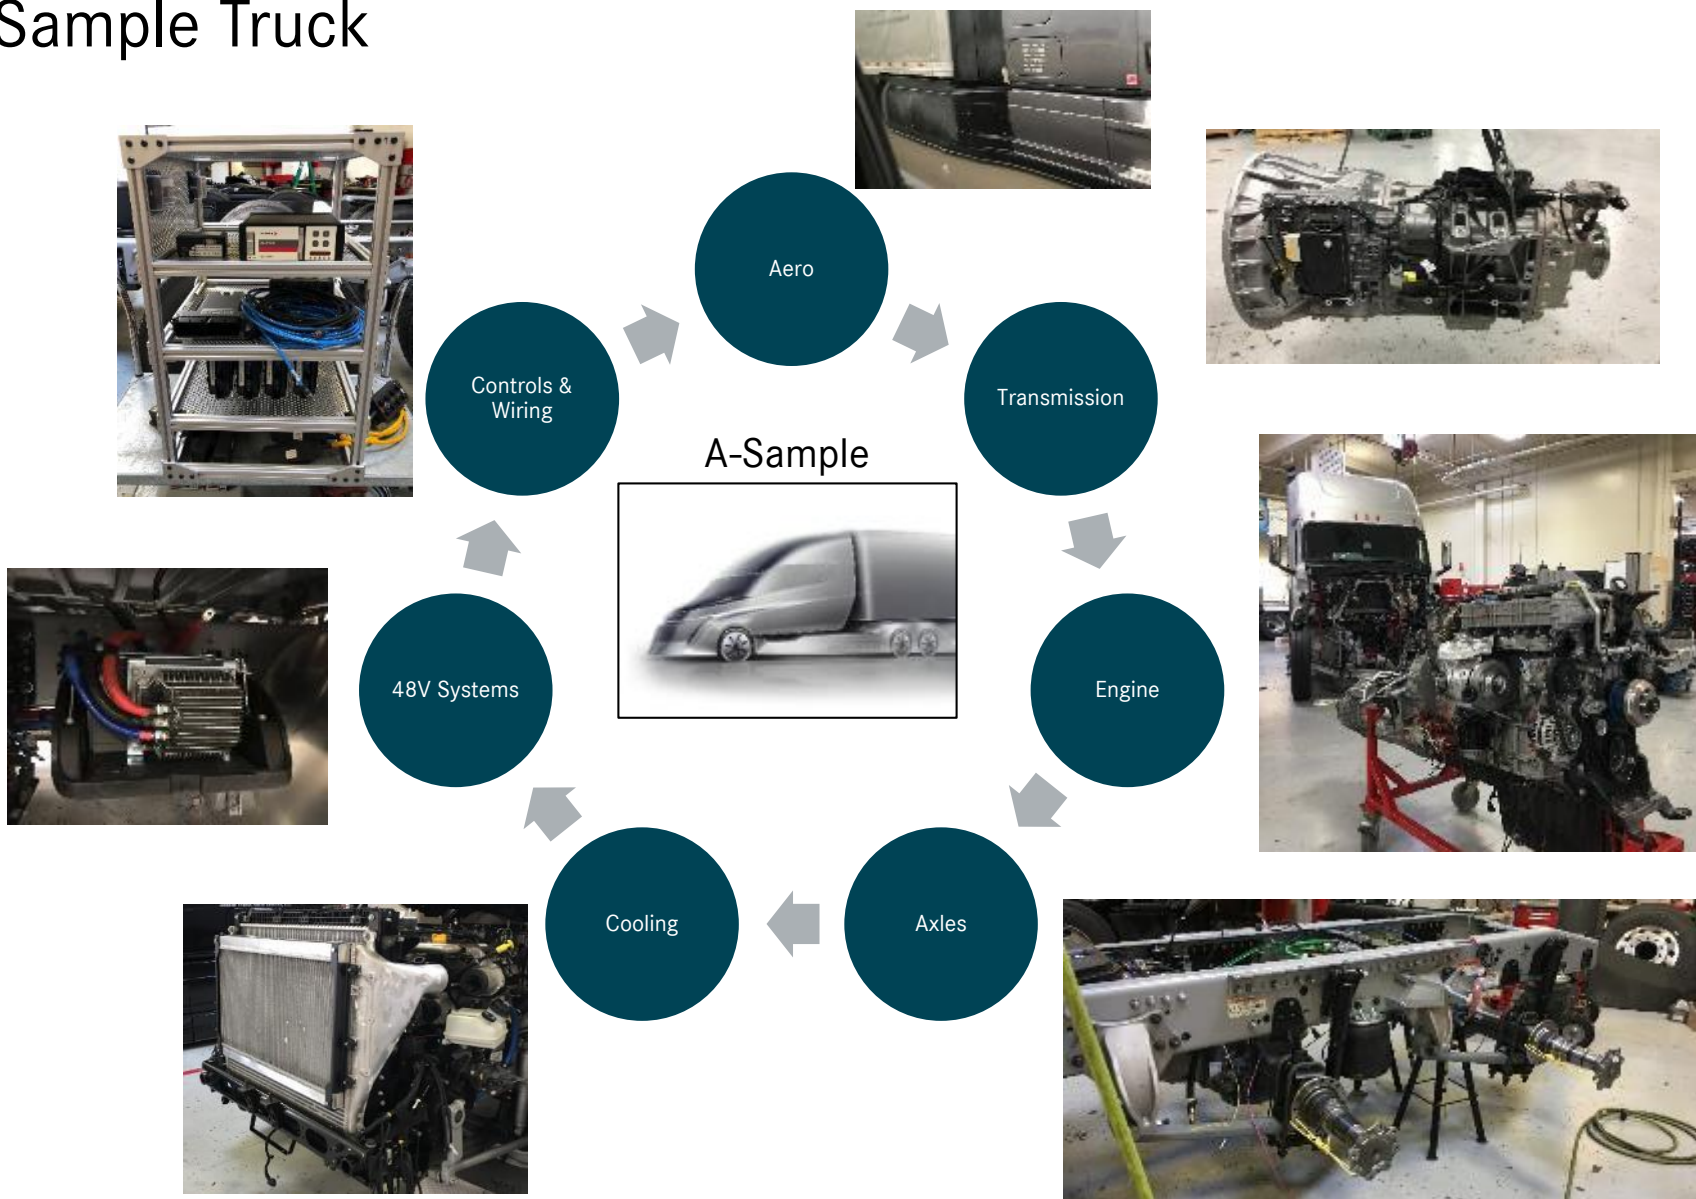 Sample Truck
Aero
Controls &
Wiring
Transmission
A-Sample
48V Systems
Engine
Cooling
Axles